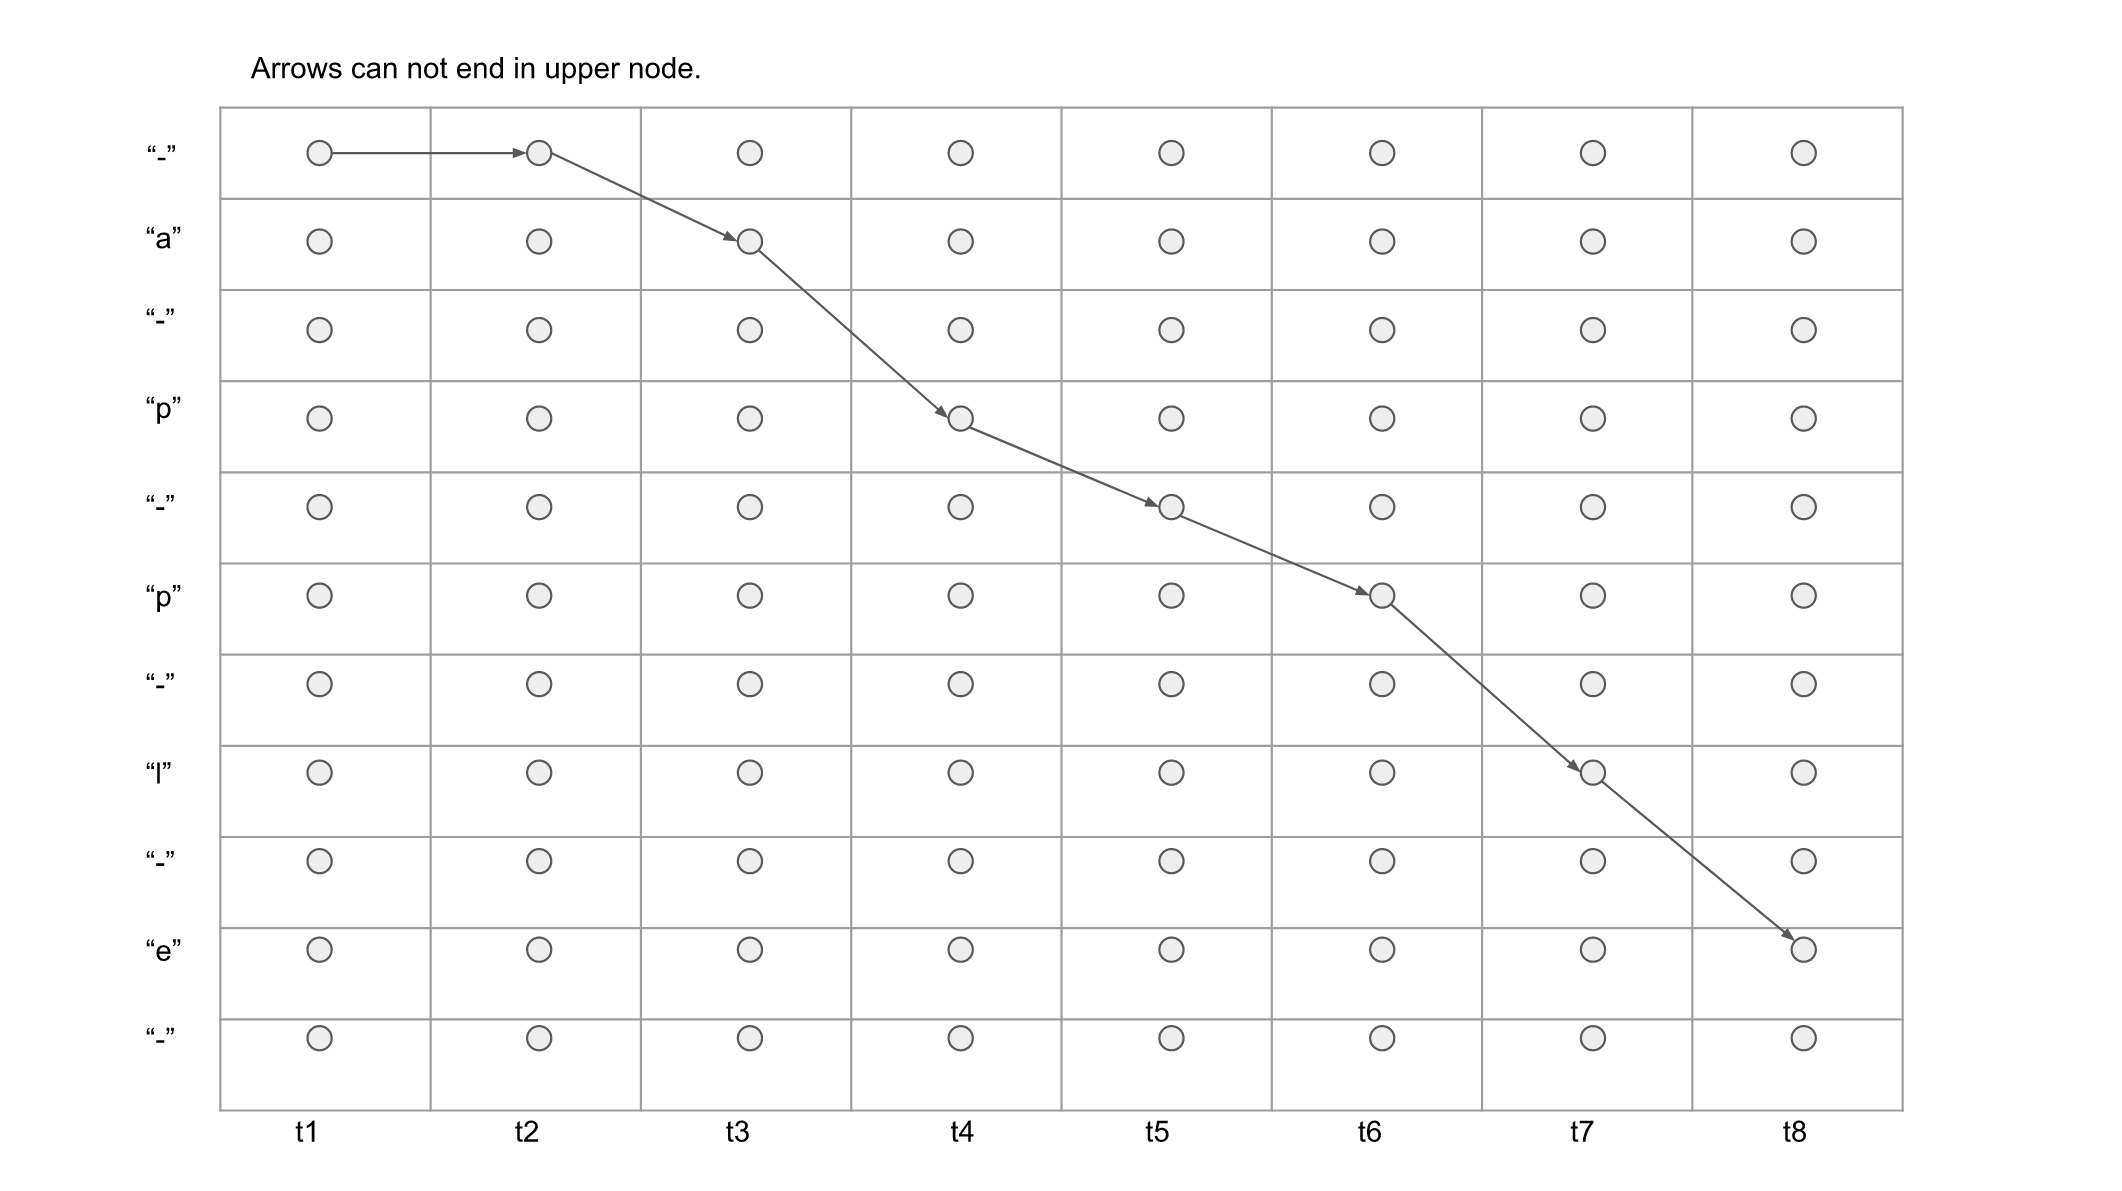 Arrows can not end in upper node.
“-”
“a”
“-”
“p”
“-”
“p”
“-”
“l”
“-”
“e”
“-”
t1 t2 t3 t4 t5 t6 t7 t8